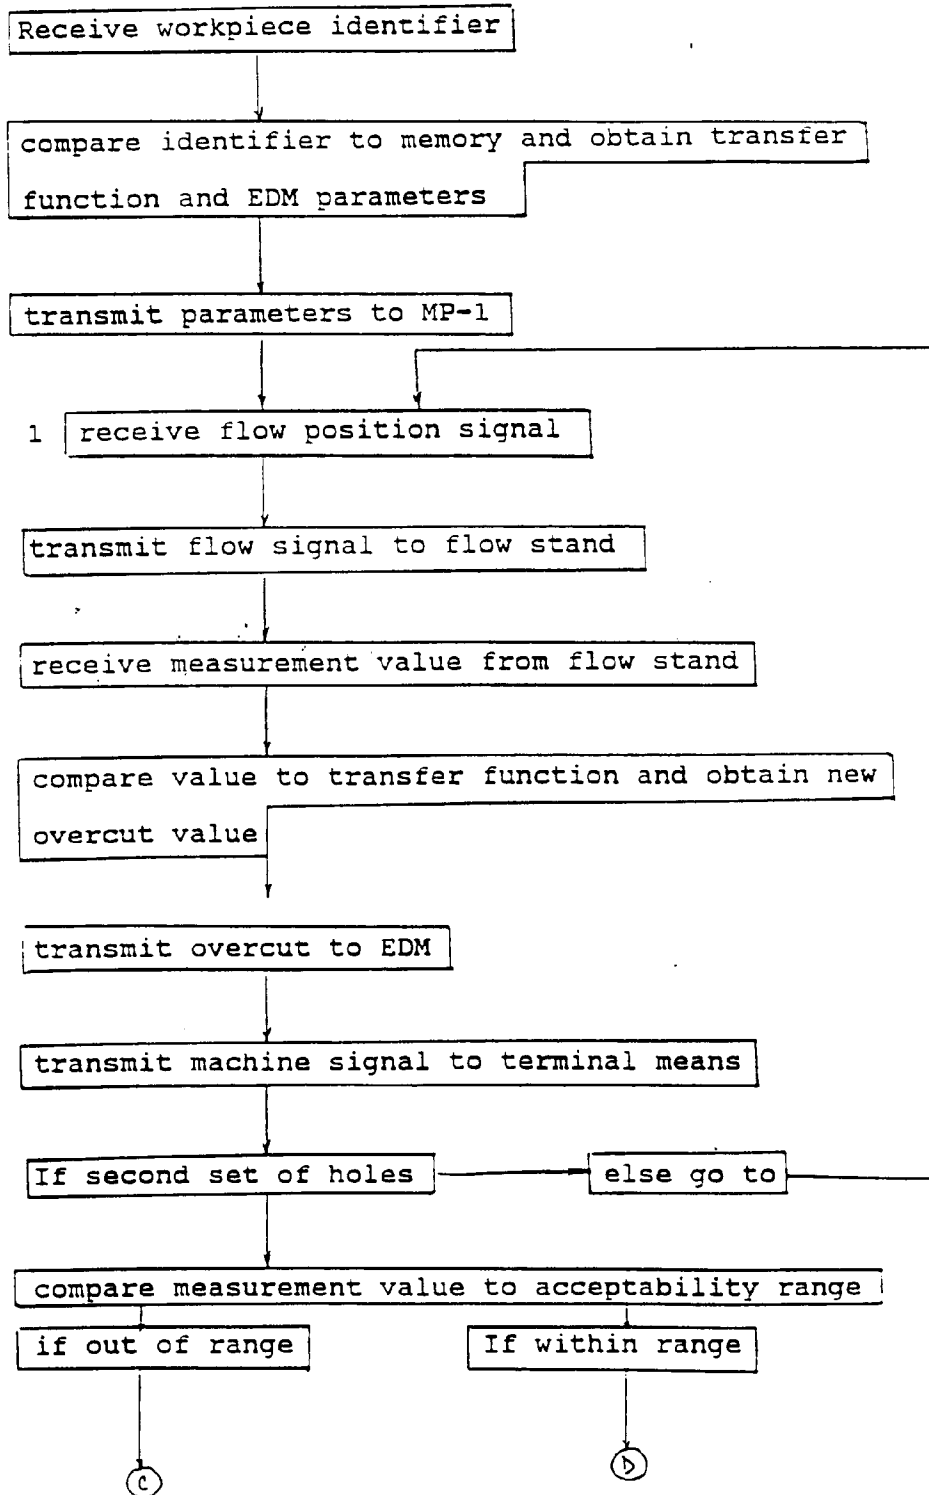 Receive workpiece identifier
compare identifier to memory and obtain transfer
function and EDM parameters
transmit parameters to MP-1
1 receive flow position signal
transmit flow signal to flow stand
receive measurement value from flow stand
compare value to transfer function and obtain new
overcut value
transmit overcut to EDM
transmit machine signal to terminal means
If second set of holes else go to
compare measurement value to acceptability range
if out of range If within range
C D